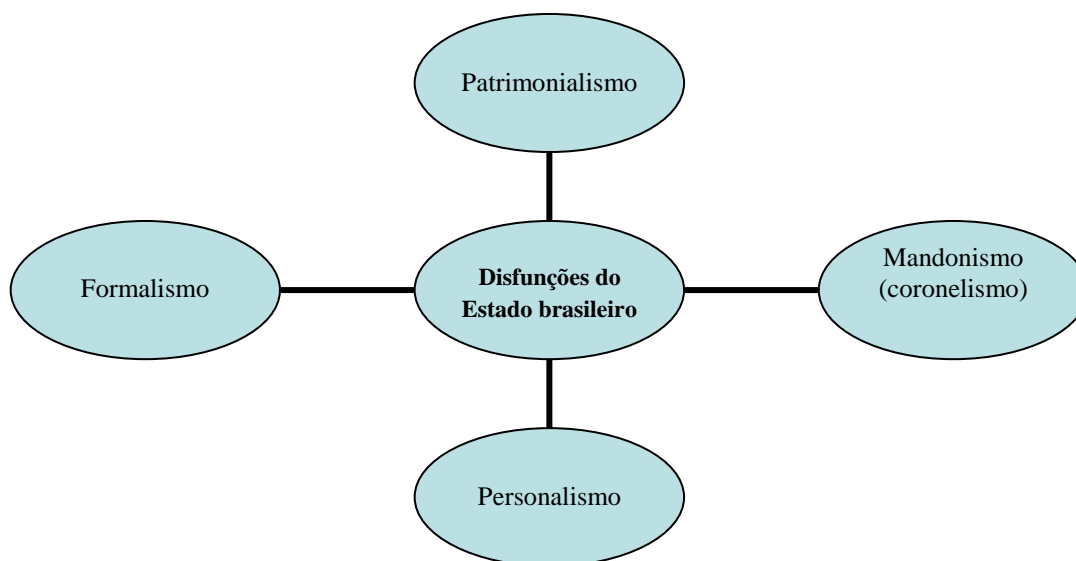 Patrimonialismo
Formalismo
Disfunções do
Estado brasileiro
Mandonismo
(coronelismo)
Personalismo